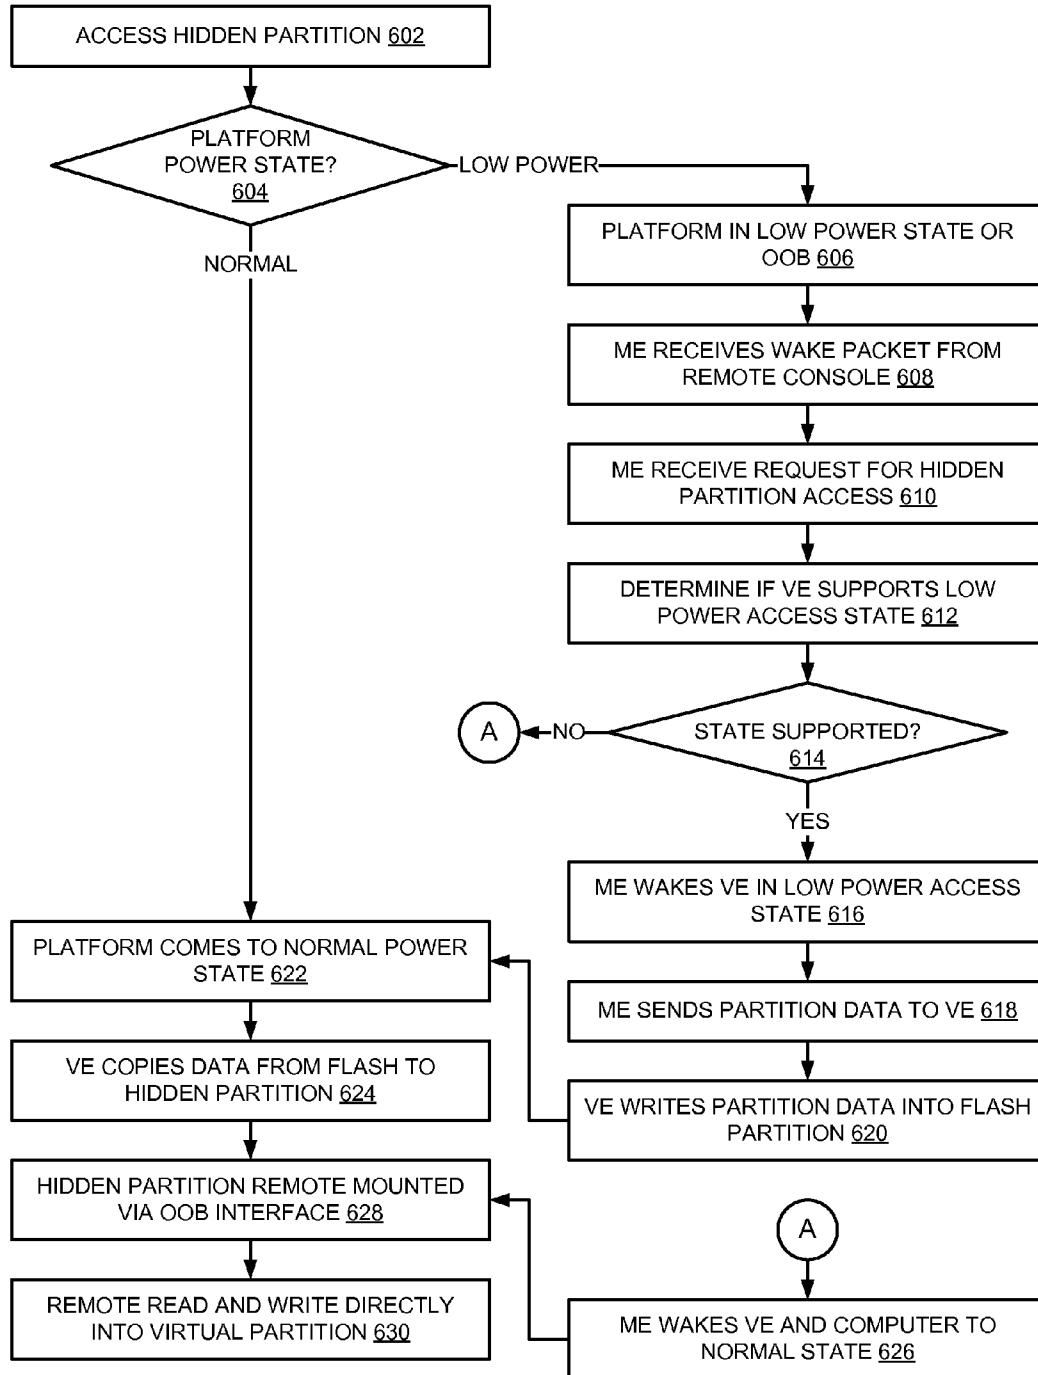 ACCESS HIDDEN PARTITION 602
PLATFORM
POWER STATE?
604
LOW POWER
NORMAL
PLATFORM IN LOW POWER STATE OR
OOB 606
ME RECEIVES WAKE PACKET FROM
REMOTE CONSOLE 608
ME RECEIVE REQUEST FOR HIDDEN
PARTITION ACCESS 610
DETERMINE IF VE SUPPORTS LOW
POWER ACCESS STATE 612
STATE SUPPORTED?
614
NO
A
YES
ME WAKES VE IN LOW POWER ACCESS
STATE 616
ME SENDS PARTITION DATA TO VE 618
VE WRITES PARTITION DATA INTO FLASH
PARTITION 620
PLATFORM COMES TO NORMAL POWER
STATE 622
VE COPIES DATA FROM FLASH TO
HIDDEN PARTITION 624
HIDDEN PARTITION REMOTE MOUNTED
VIA OOB INTERFACE 628
REMOTE READ AND WRITE DIRECTLY
INTO VIRTUAL PARTITION 630
A
ME WAKES VE AND COMPUTER TO
NORMAL STATE 626